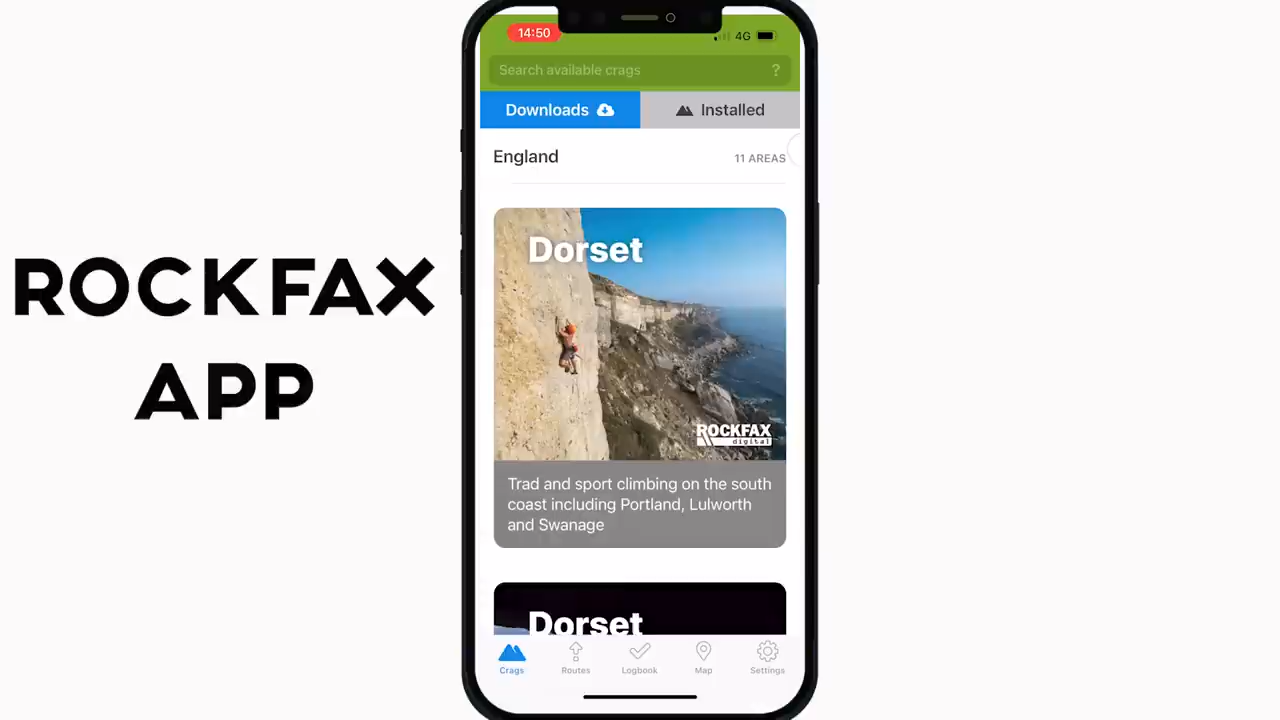 ROCKFAX
APP
14:50
4G
Search available crags ?
Downloads
Installed
England
11 AREAS
Dorset
ROCKFAX
digital
Trad and sport climbing on the south
coast including Portland, Lulworth
and Swanage
Dorset
Crags
Routes
Logbook
Map
Settings